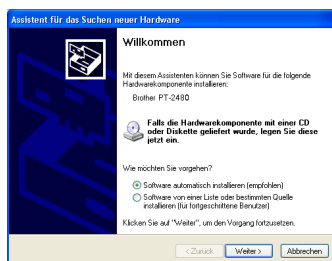 Assistent für das Suchen neuer Hardware
Willkommen
Mit diesem Assistenten können Sie Software für die folgende
Hardwarekomponente installieren:
Brother PT-2480
Falls die Hardwarekomponente mit einer CD
oder Diskette geliefert wurde, legen Sie diese
jetzt ein.
Wie möchten Sie vorgehen?
Software automatisch installieren (empfohlen)
Software von einer Liste oder bestimmten Quelle
installieren (für fortgeschrittene Benutzer)
Klicken Sie auf "Weiter", um den Vorgang fortzusetzen.
< Zurück
Weiter >
Abbrechen